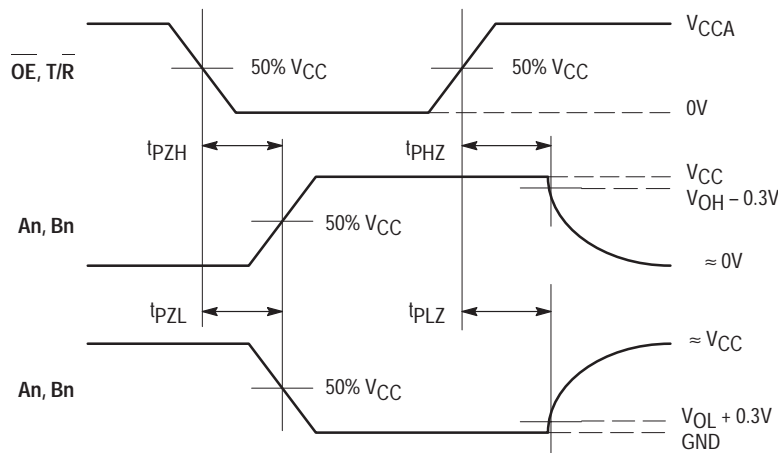 V_CCA
O̅E̅, T/R̅
50% V_CC
50% V_CC
0V
t_PZH
t_PHZ
V_CC
V_OH – 0.3V
An, Bn
50% V_CC
≈ 0V
t_PZL
t_PLZ
≈ V_CC
An, Bn
50% V_CC
V_OL + 0.3V
GND